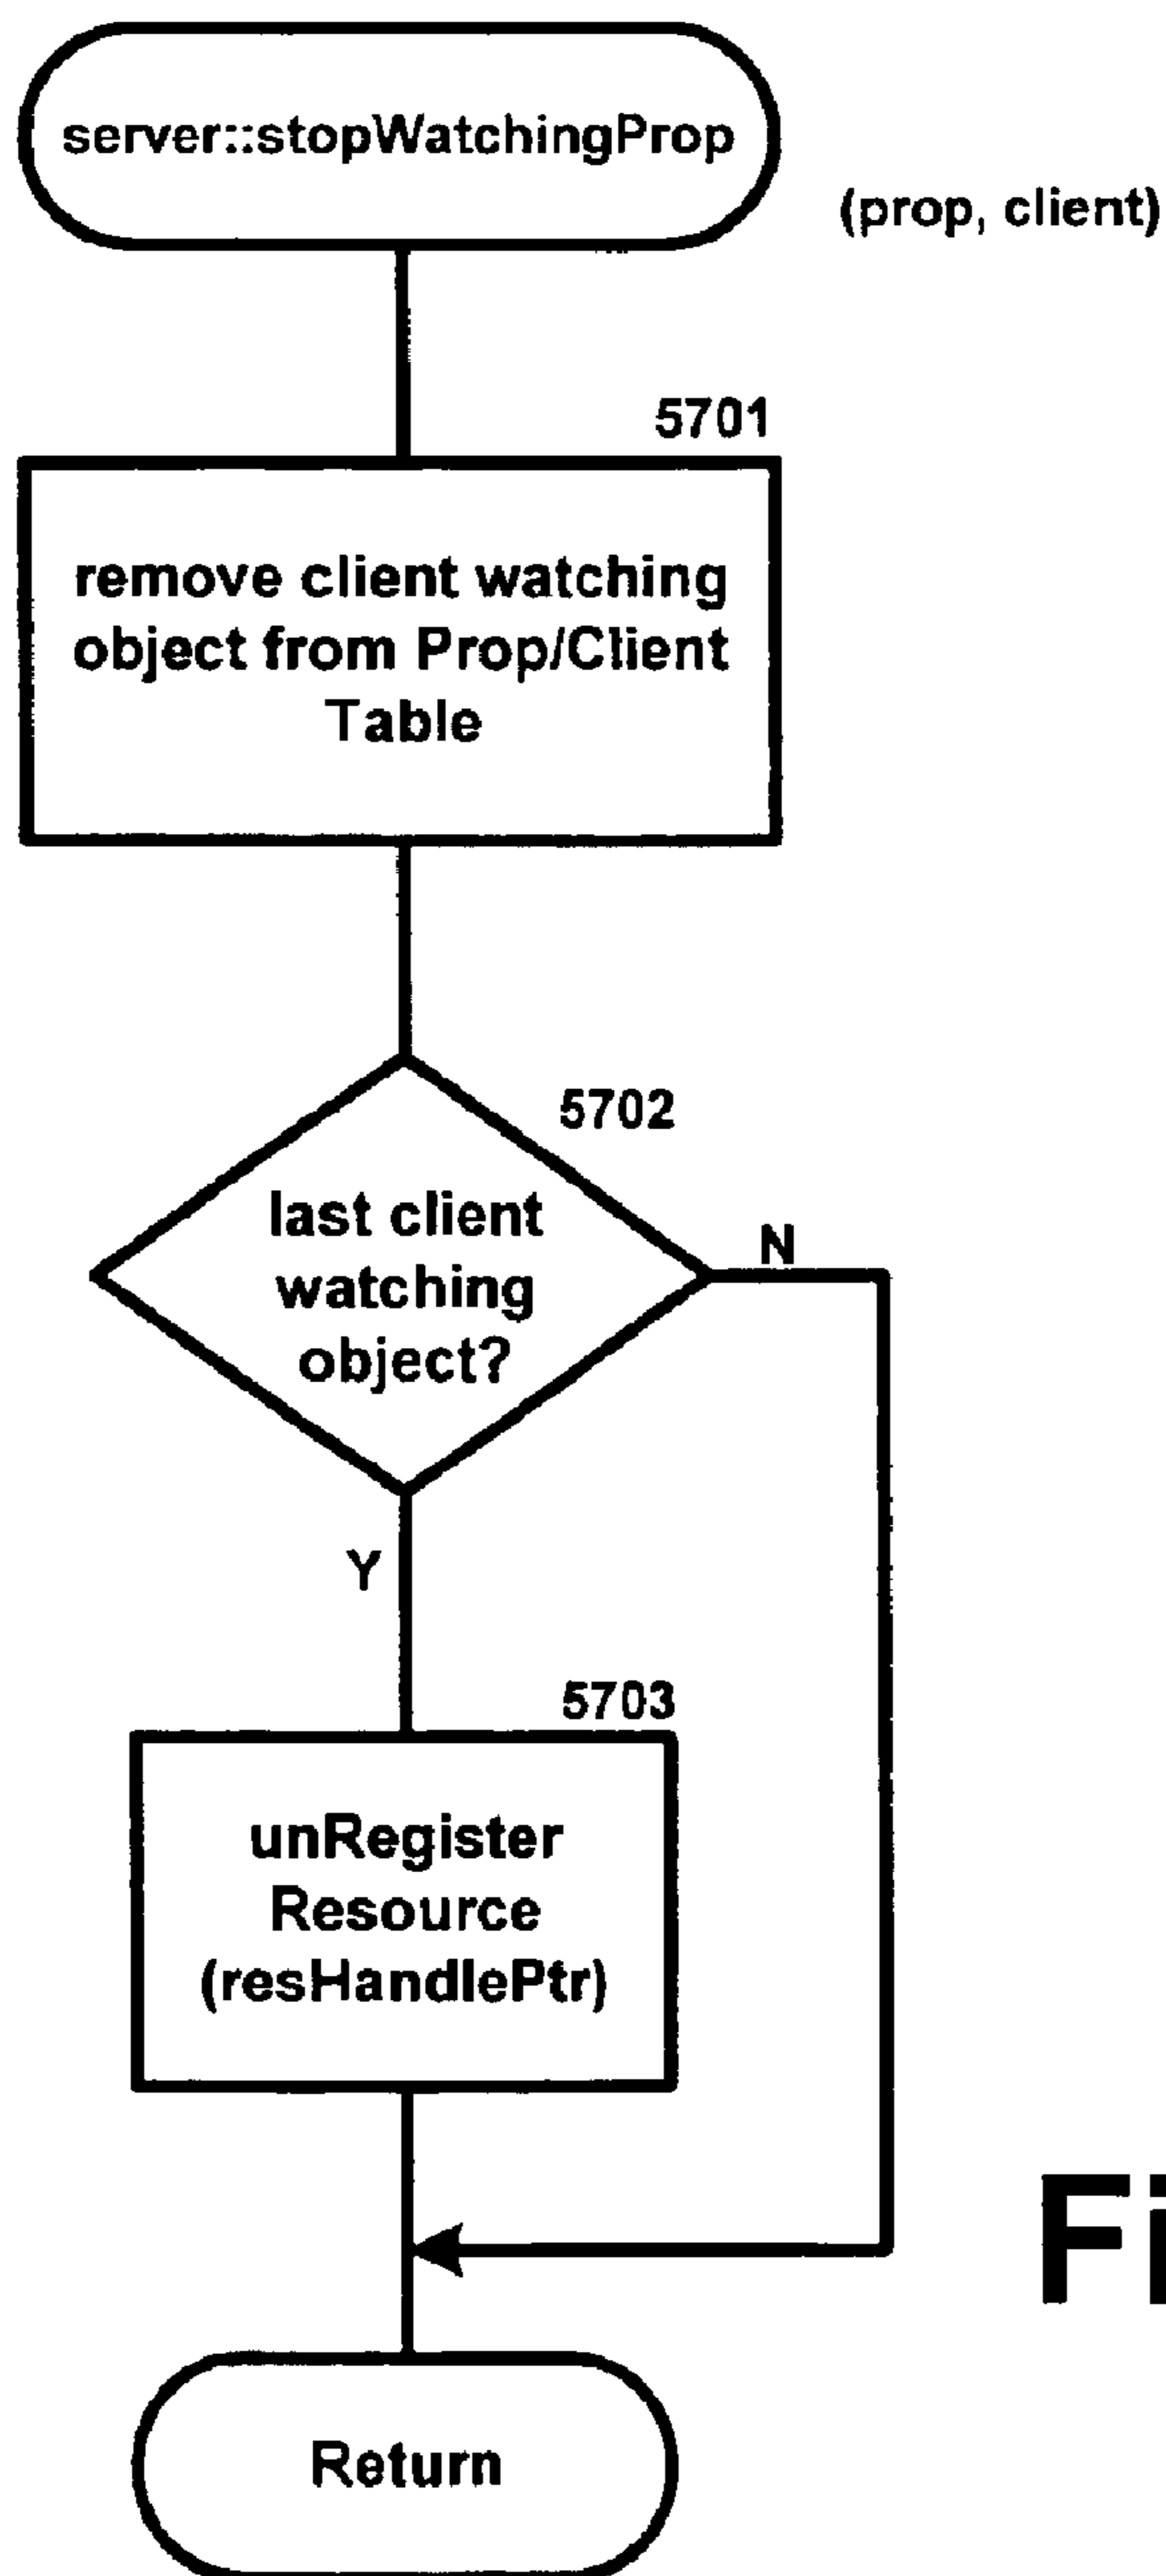 server::stopWatchingProp
(prop, client)
5701
remove client watching
object from Prop/Client
Table
5702
last client
watching
object?
N
Y
5703
unRegister
Resource
(resHandlePtr)
Return